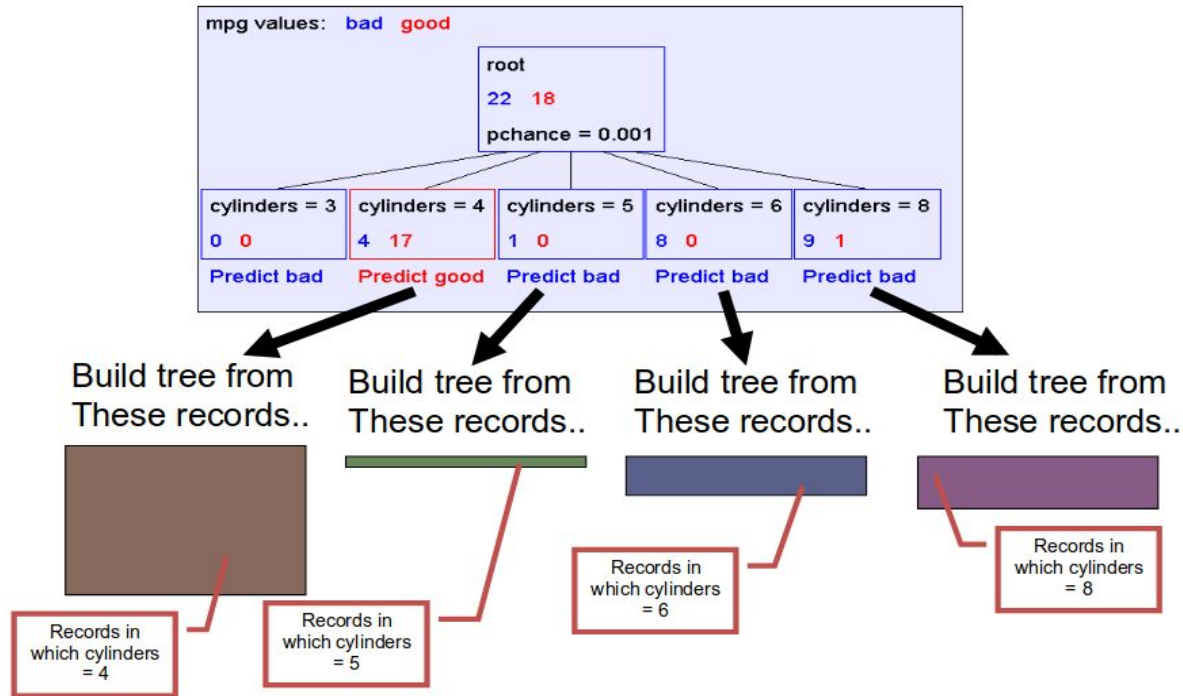 mpg values: bad good
root
22 18
pchance = 0.001
cylinders = 3
0 0
Predict bad
cylinders = 4
4 17
Predict good
cylinders = 5
1 0
Predict bad
cylinders = 6
8 0
Predict bad
cylinders = 8
9 1
Predict bad
Build tree from
These records..
Build tree from
These records..
Build tree from
These records..
Build tree from
These records..
Records in
which cylinders
= 4
Records in
which cylinders
= 5
Records in
which cylinders
= 6
Records in
which cylinders
= 8